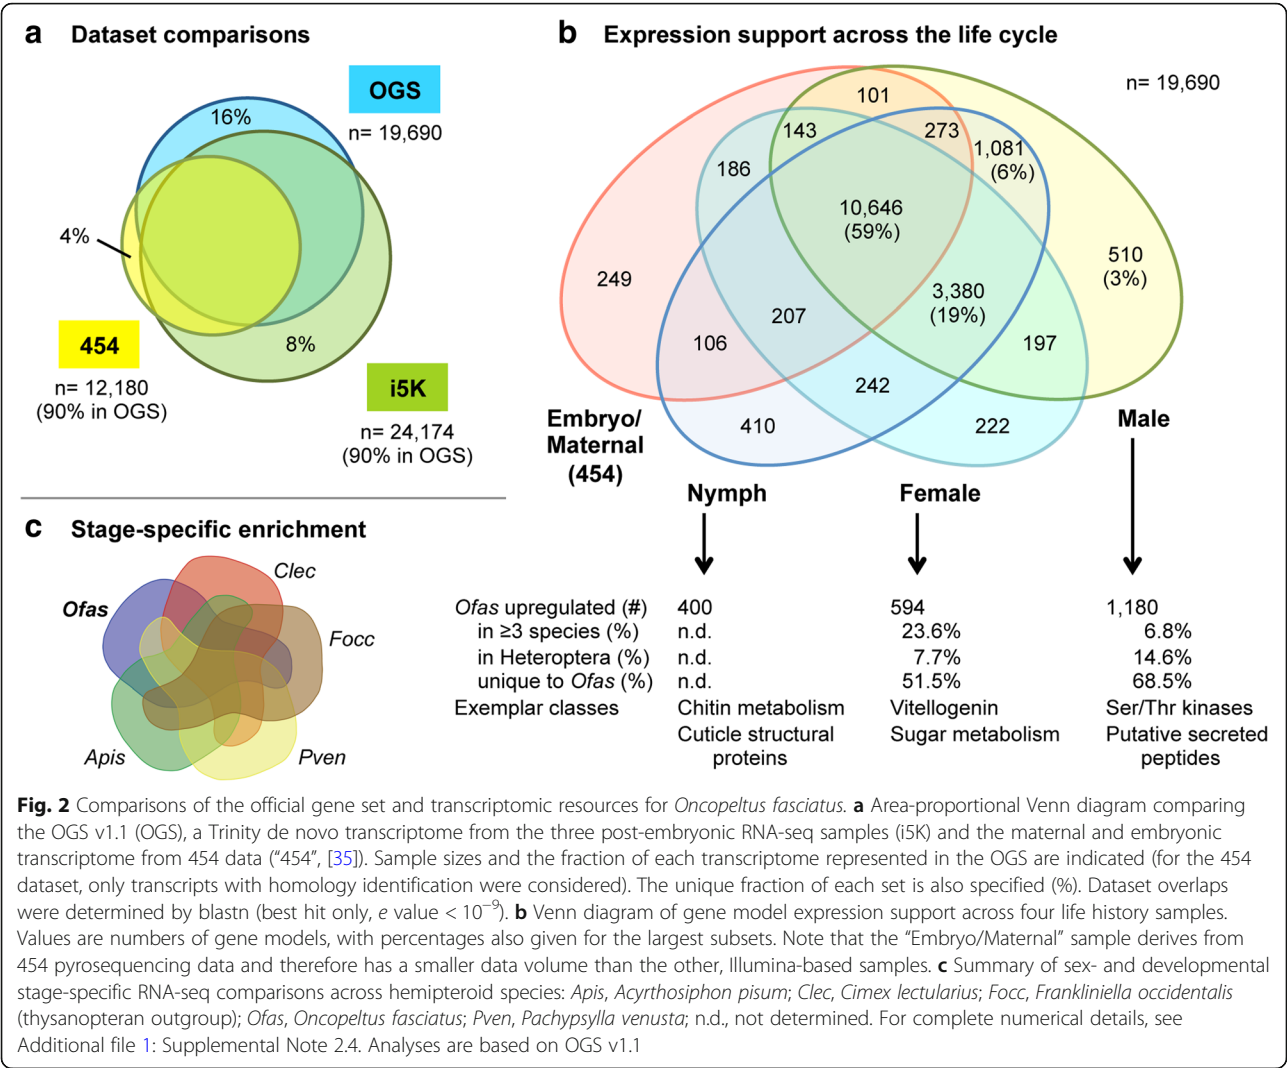 a Dataset comparisons
OGS
n= 19,690
16%
4%
454
n= 12,180
(90% in OGS)
8%
i5K
n= 24,174
(90% in OGS)
b Expression support across the life cycle
n= 19,690
101
143
273
1,081
(6%)
186
10,646
(59%)
510
(3%)
249
3,380
(19%)
207
106
197
242
410
222
Embryo/
Maternal
(454)
Nymph
Female
Male
c Stage-specific enrichment
Clec
Ofas
Focc
Apis
Pven
Ofas upregulated (#) 400 594 1,180
in ≥3 species (%) n.d. 23.6% 6.8%
in Heteroptera (%) n.d. 7.7% 14.6%
unique to Ofas (%) n.d. 51.5% 68.5%
Exemplar classes Chitin metabolism Vitellogenin Ser/Thr kinases
Cuticle structural Sugar metabolism Putative secreted
proteins peptides
Fig. 2 Comparisons of the official gene set and transcriptomic resources for Oncopeltus fasciatus. a Area-proportional Venn diagram comparing
the OGS v1.1 (OGS), a Trinity de novo transcriptome from the three post-embryonic RNA-seq samples (i5K) and the maternal and embryonic
transcriptome from 454 data (“454”, [35]). Sample sizes and the fraction of each transcriptome represented in the OGS are indicated (for the 454
dataset, only transcripts with homology identification were considered). The unique fraction of each set is also specified (%). Dataset overlaps
were determined by blastn (best hit only, e value < 10⁻⁹). b Venn diagram of gene model expression support across four life history samples.
Values are numbers of gene models, with percentages also given for the largest subsets. Note that the “Embryo/Maternal” sample derives from
454 pyrosequencing data and therefore has a smaller data volume than the other, Illumina-based samples. c Summary of sex- and developmental
stage-specific RNA-seq comparisons across hemipteroid species: Apis, Acyrthosiphon pisum; Clec, Cimex lectularius; Focc, Frankliniella occidentalis
(thysanopteran outgroup); Ofas, Oncopeltus fasciatus; Pven, Pachypsylla venusta; n.d., not determined. For complete numerical details, see
Additional file 1: Supplemental Note 2.4. Analyses are based on OGS v1.1